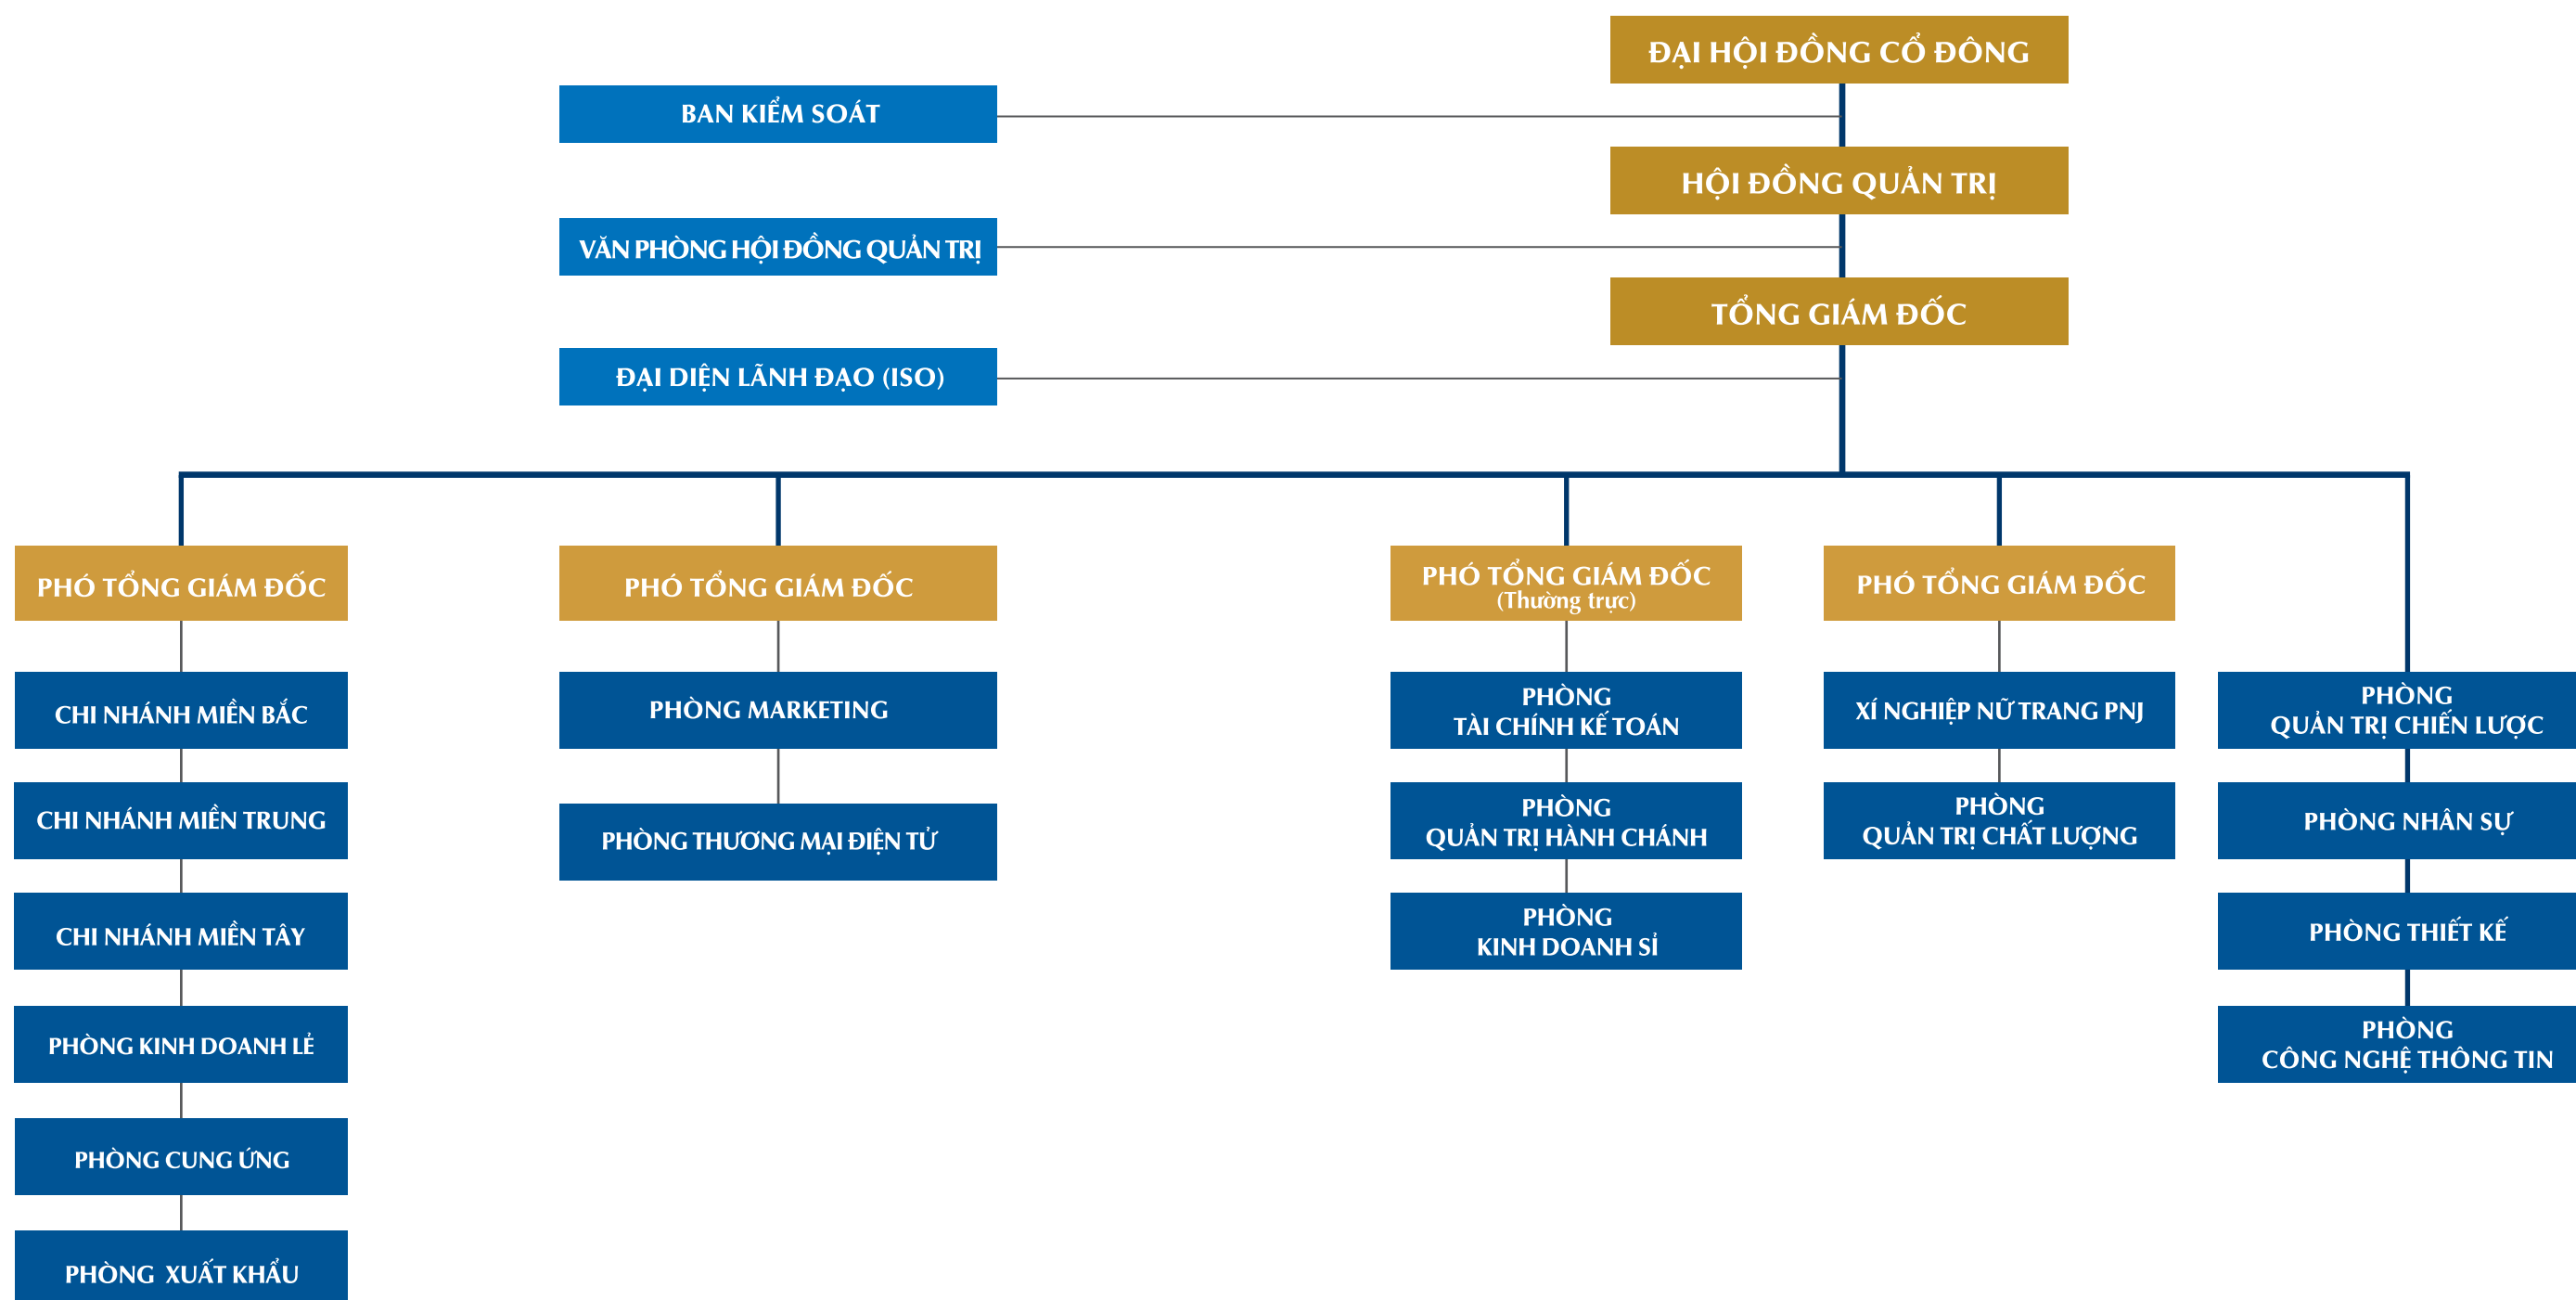 ĐẠI HỘI ĐỒNG CỔ ĐÔNG
BAN KIỂM SOÁT
HỘI ĐỒNG QUẢN TRỊ
VĂN PHÒNG HỘI ĐỒNG QUẢN TRỊ
TỔNG GIÁM ĐỐC
ĐẠI DIỆN LÃNH ĐẠO (ISO)
PHÓ TỔNG GIÁM ĐỐC
CHI NHÁNH MIỀN BẮC
CHI NHÁNH MIỀN TRUNG
CHI NHÁNH MIỀN TÂY
PHÒNG KINH DOANH LẺ
PHÒNG CUNG ỨNG
PHÒNG XUẤT KHẨU
PHÓ TỔNG GIÁM ĐỐC
PHÒNG MARKETING
PHÒNG THƯƠNG MẠI ĐIỆN TỬ
PHÓ TỔNG GIÁM ĐỐC
(Thường trực)
PHÒNG
TÀI CHÍNH KẾ TOÁN
PHÒNG
QUẢN TRỊ HÀNH CHÁNH
PHÒNG
KINH DOANH SỈ
PHÓ TỔNG GIÁM ĐỐC
XÍ NGHIỆP NỮ TRANG PNJ
PHÒNG
QUẢN TRỊ CHẤT LƯỢNG
PHÒNG
QUẢN TRỊ CHIẾN LƯỢC
PHÒNG NHÂN SỰ
PHÒNG THIẾT KẾ
PHÒNG
CÔNG NGHỆ THÔNG TIN